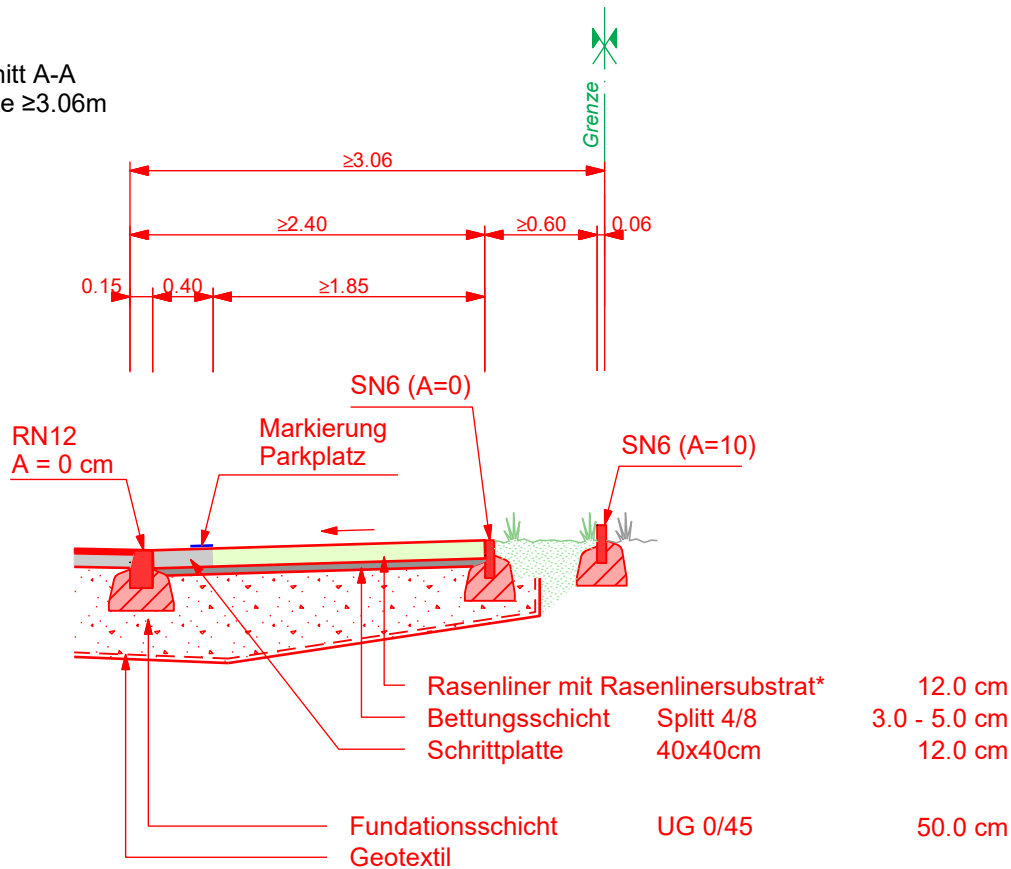 itt A-A
e ≥3.06m
Grenze
≥3.06
≥2.40
≥0.60
0.06
0.15
0.40
≥1.85
SN6 (A=0)
RN12
A = 0 cm
Markierung
Parkplatz
SN6 (A=10)
Rasenliner mit Rasenlinersubstrat* 12.0 cm
Bettungsschicht Splitt 4/8 3.0 - 5.0 cm
Schrittplatte 40x40cm 12.0 cm
Fundationsschicht UG 0/45 50.0 cm
Geotextil